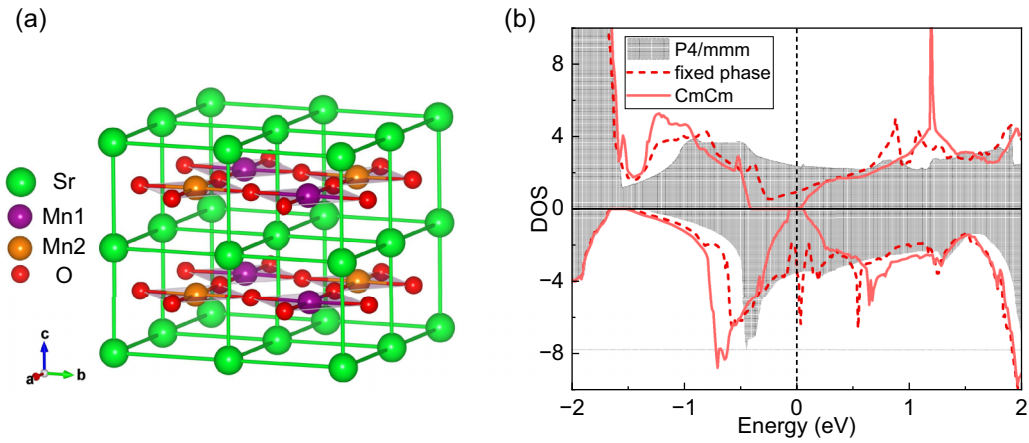 (a)
Sr
Mn1
Mn2
O
c
a
b
(b)
P4/mmm
fixed phase
CmCm
DOS
8
4
0
−4
−8
−2
−1
0
1
2
Energy (eV)